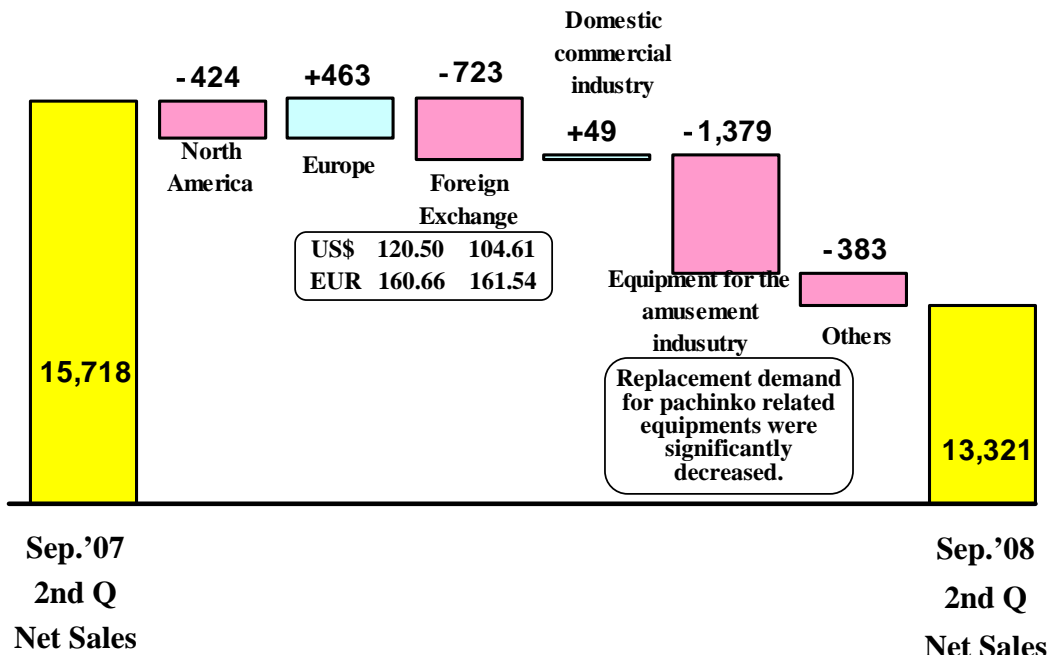 Domestic
commercial
industry
-424
+463
-723
+49
-1,379
North
America
Europe
Foreign
Exchange
US$ 120.50 104.61
EUR 160.66 161.54
-383
Equipment for the
amusement
indusutry
Others
Replacement demand
for pachinko related
equipments were
significantly
decreased.
15,718
13,321
Sep.’07
2nd Q
Net Sales
Sep.’08
2nd Q
Net Sales